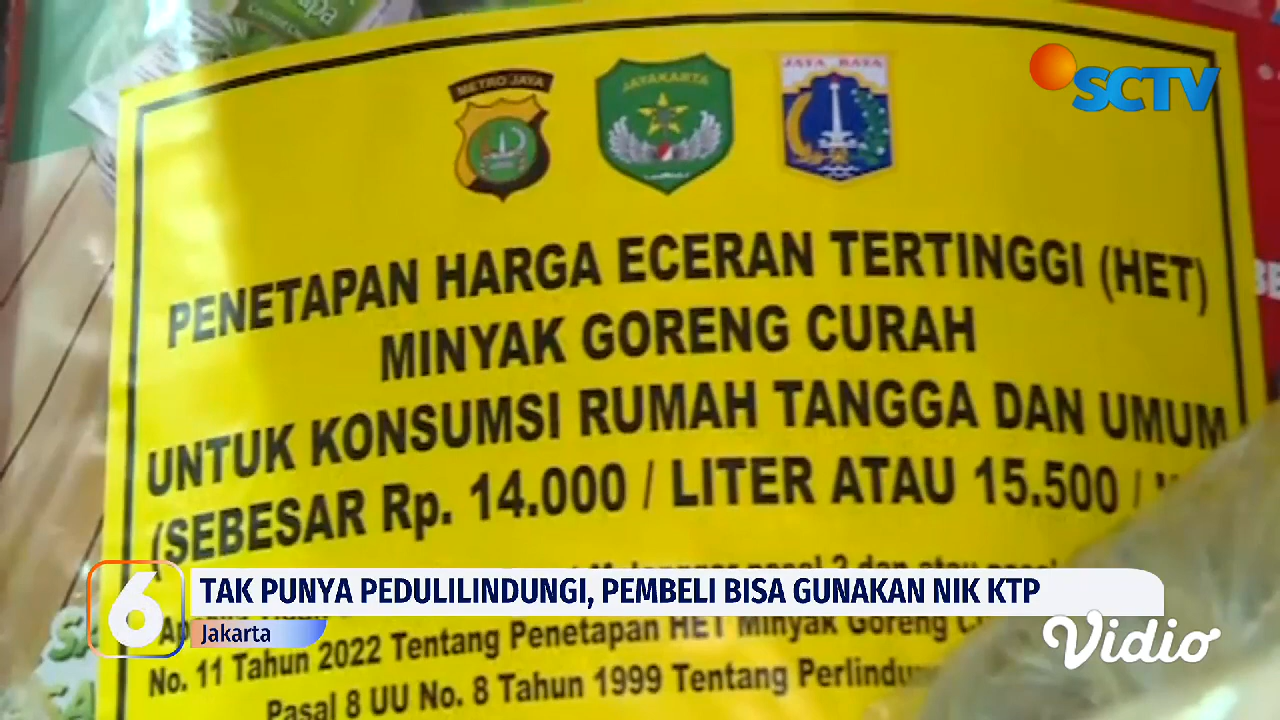 apa
METRO JAYA
JAYAKARTA
JAYA RAYA
SCTV
PENETAPAN HARGA ECERAN TERTINGGI (HET)
MINYAK GORENG CURAH
UNTUK KONSUMSI RUMAH TANGGA DAN UMUM
(SEBESAR Rp. 14.000 / LITER ATAU 15.500 /
6
TAK PUNYA PEDULILINDUNGI, PEMBELI BISA GUNAKAN NIK KTP
Jakarta
No. 11 Tahun 2022 Tentang Penetapan HET Minyak Goreng
Pasal 8 UU No. 8 Tahun 1999 Tentang
Vidio